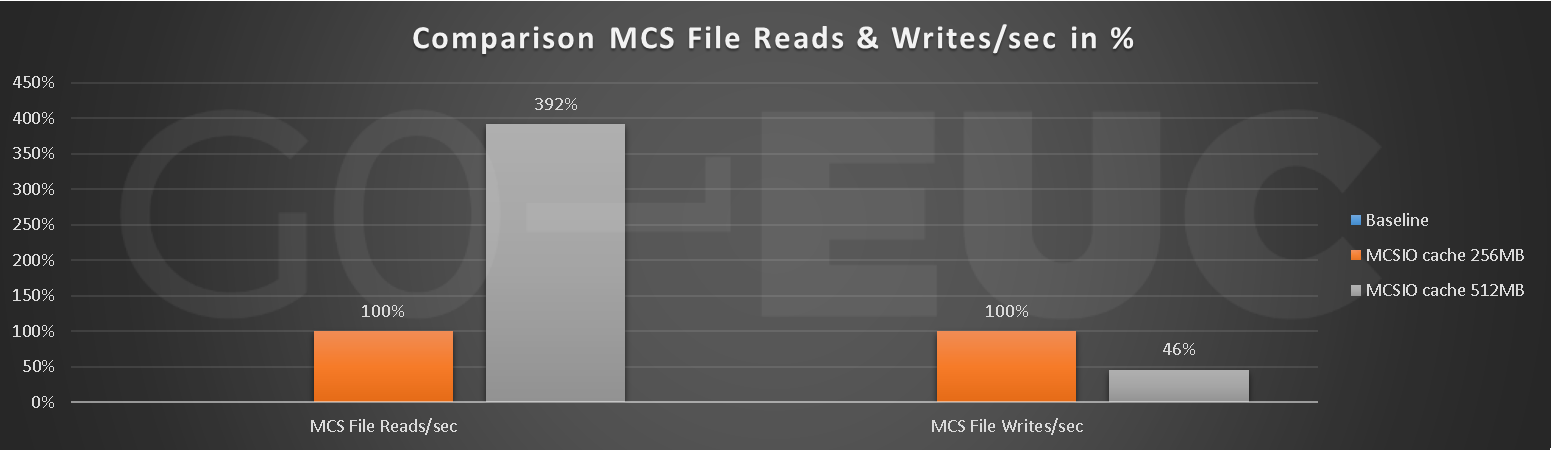 Comparison MCS File Reads & Writes/sec in %
450%
400%
350%
300%
250%
200%
150%
100%
50%
0%
392%
100%
100%
46%
MCS File Reads/sec
MCS File Writes/sec
Baseline
MCSIO cache 256MB
MCSIO cache 512MB
GO-EUC